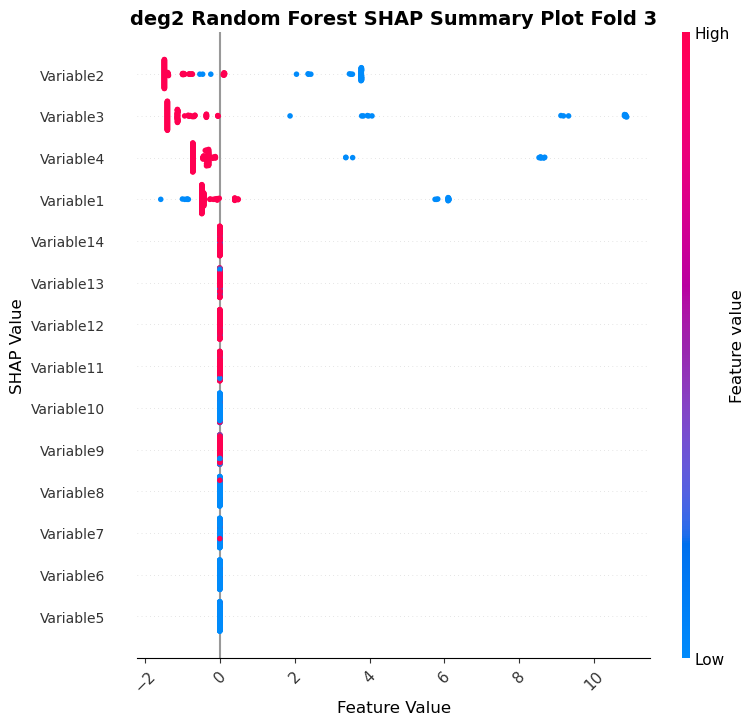 deg2 Random Forest SHAP Summary Plot Fold 3
High
Variable2
Variable3
Variable4
Variable1
Variable14
Variable13
Variable12
Variable11
Variable10
Variable9
Variable8
Variable7
Variable6
Variable5
SHAP Value
Feature value
Low
−2
0
2
4
6
8
10
Feature Value